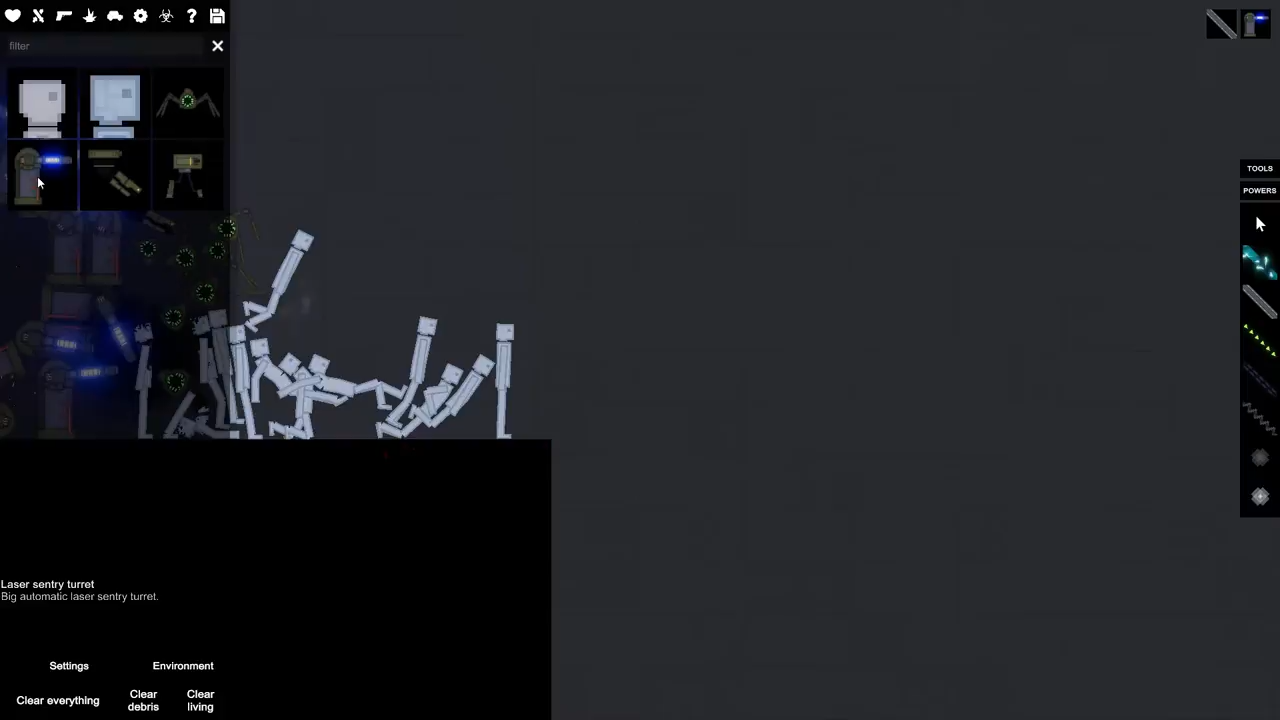 filter
TOOLS
POWERS
Laser sentry turret
Big automatic laser sentry turret.
Settings
Environment
Clear everything
Clear
debris
Clear
living